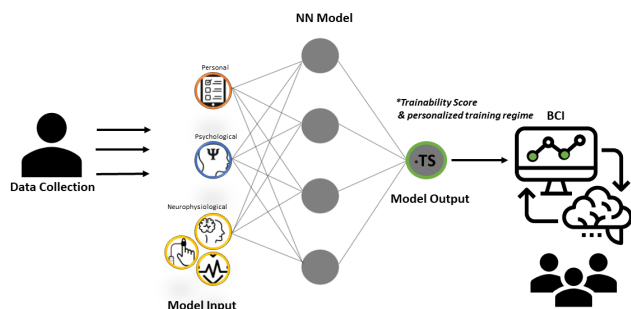 NN Model
Personal
*Trainability Score
& personalized training regime
BCI
Psychological
Ψ
·TS
Data Collection
Model Output
Neurophysiological
Model Input